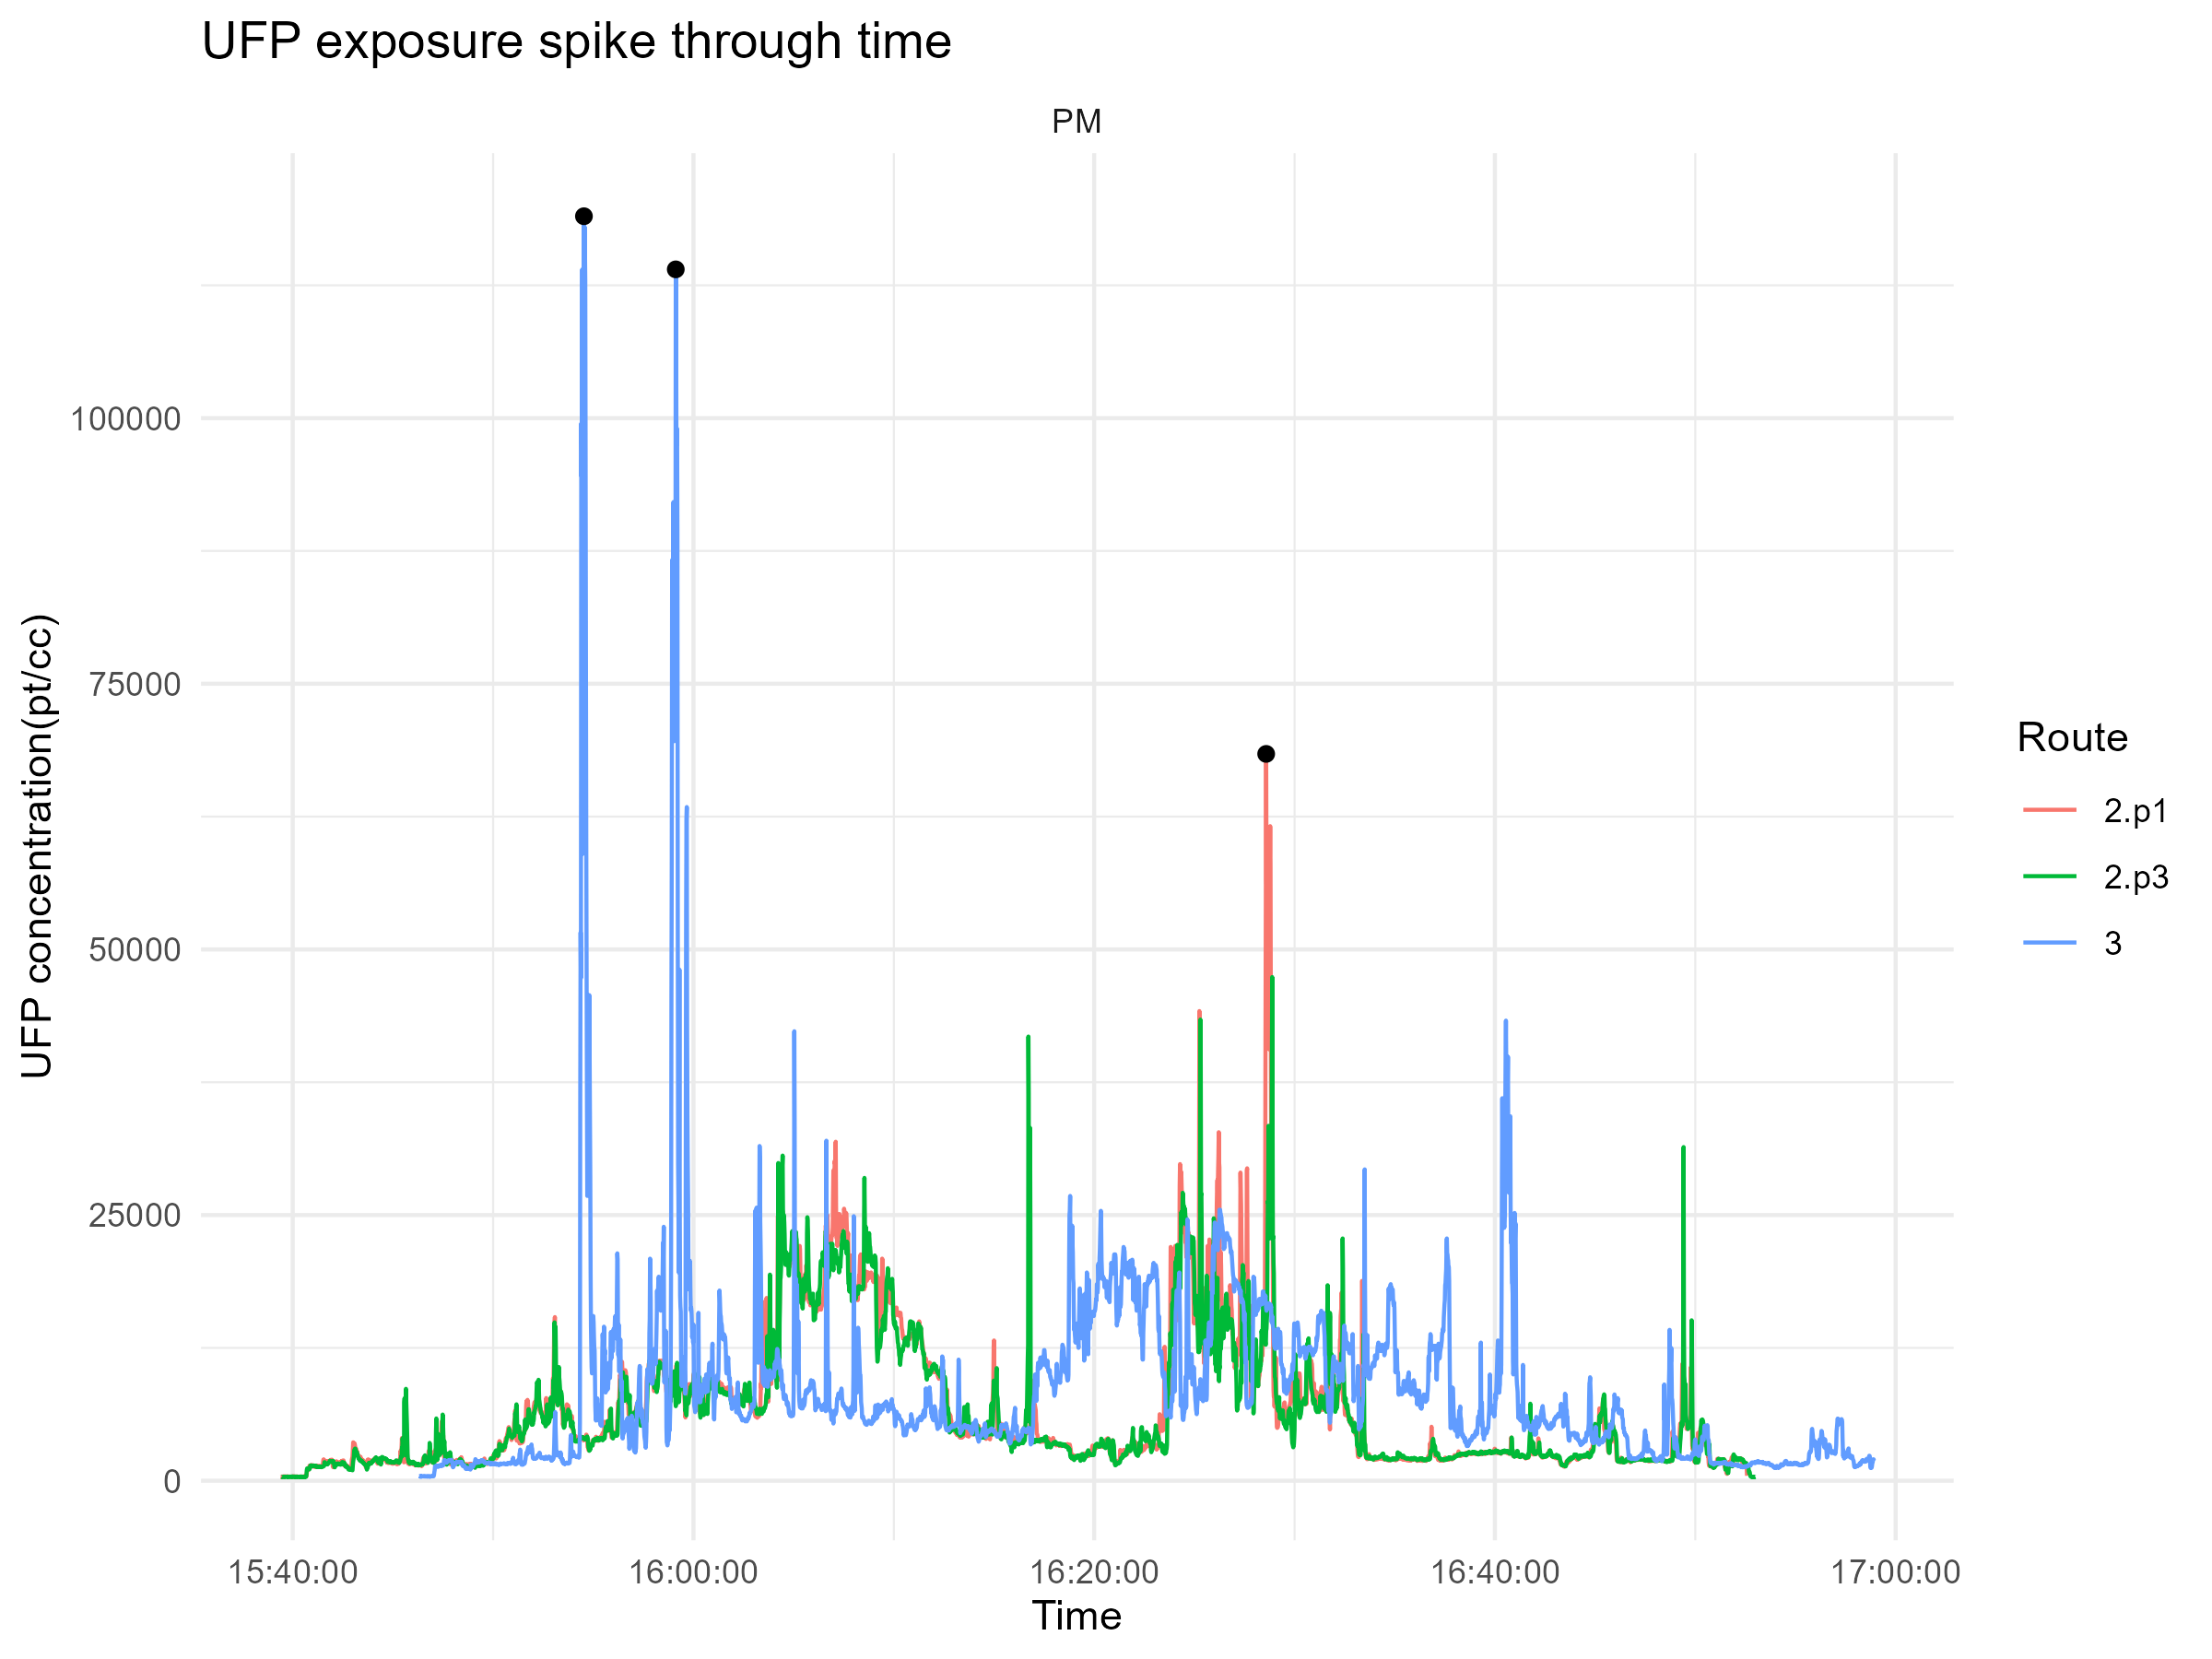 UFP exposure spike through time
PM
UFP concentration(pt/cc)
100000
75000
50000
25000
0
15:40:00
16:00:00
16:20:00
16:40:00
17:00:00
Time
Route
2.p1
2.p3
3